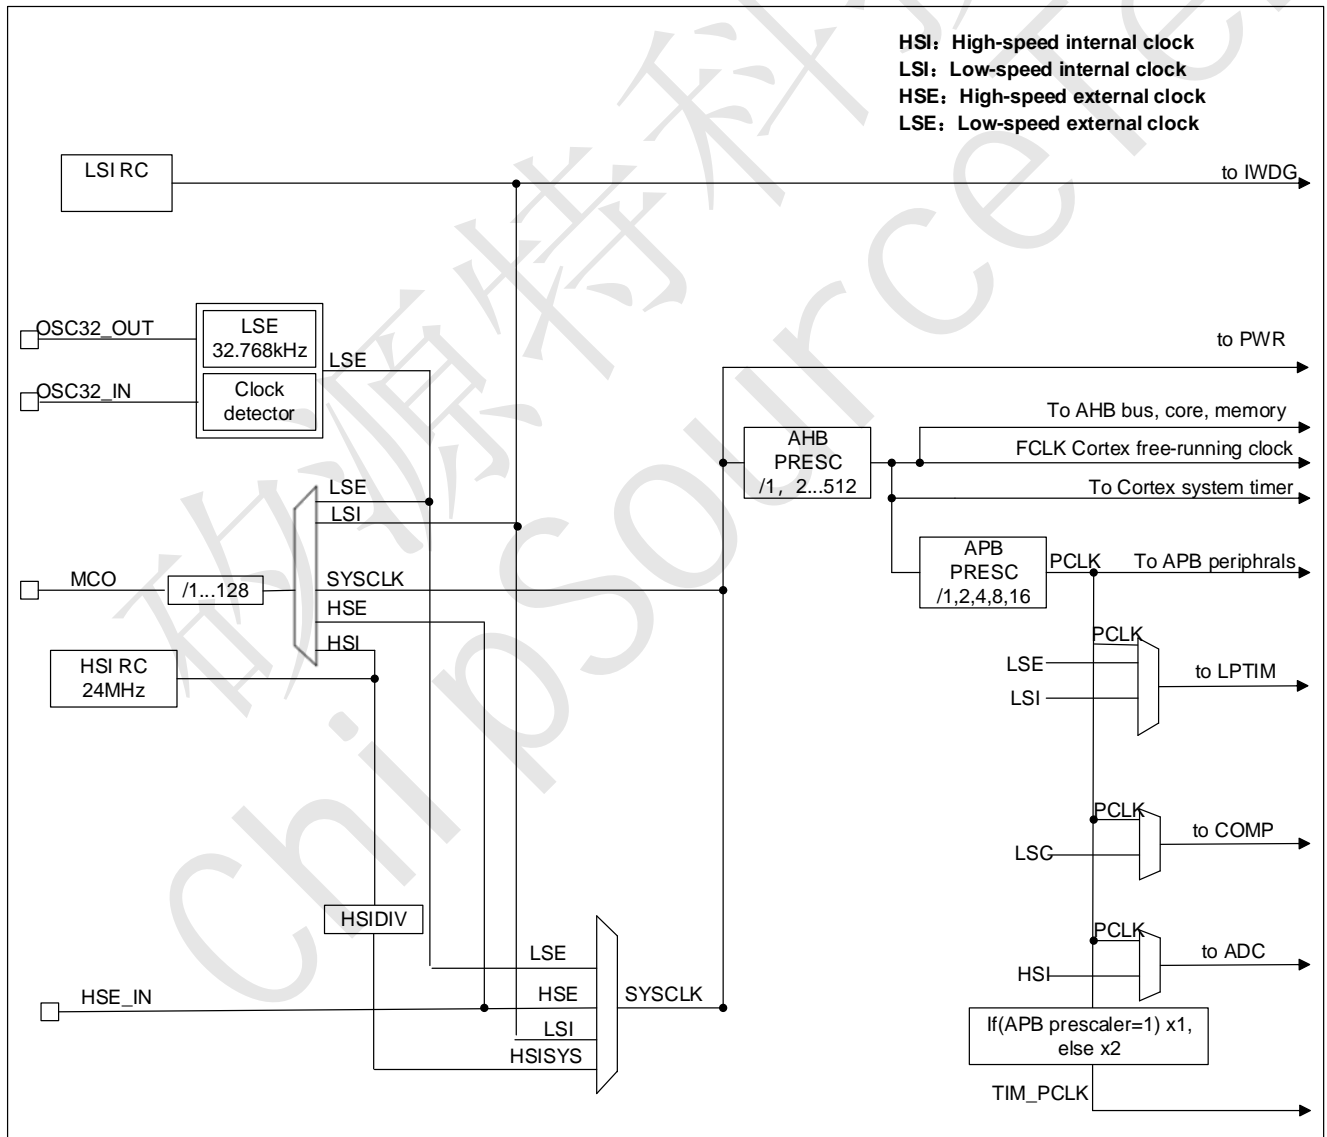 HSI：High-speed internal clock
LSI：Low-speed internal clock
HSE：High-speed external clock
LSE：Low-speed external clock
LSI RC
to IWDG
OSC32_OUT
LSE
32.768kHz
LSE
to PWR
OSC32_IN
Clock
detector
To AHB bus, core, memory
AHB
PRESC
/1，2...512
FCLK Cortex free-running clock
To Cortex system timer
LSE
LSI
MCO
/1...128
SYSCLK
HSE
HSI
APB
PRESC
/1,2,4,8,16
PCLK
To APB periphrals
HSI RC
24MHz
PCLK
LSE
LSI
to LPTIM
PCLK
LSC
to COMP
HSIDIV
PCLK
HSI
to ADC
LSE
HSE_IN
HSE
SYSCLK
LSI
HSISYS
If(APB prescaler=1) x1,
else x2
TIM_PCLK
矽源特科技
ChipSourceTe